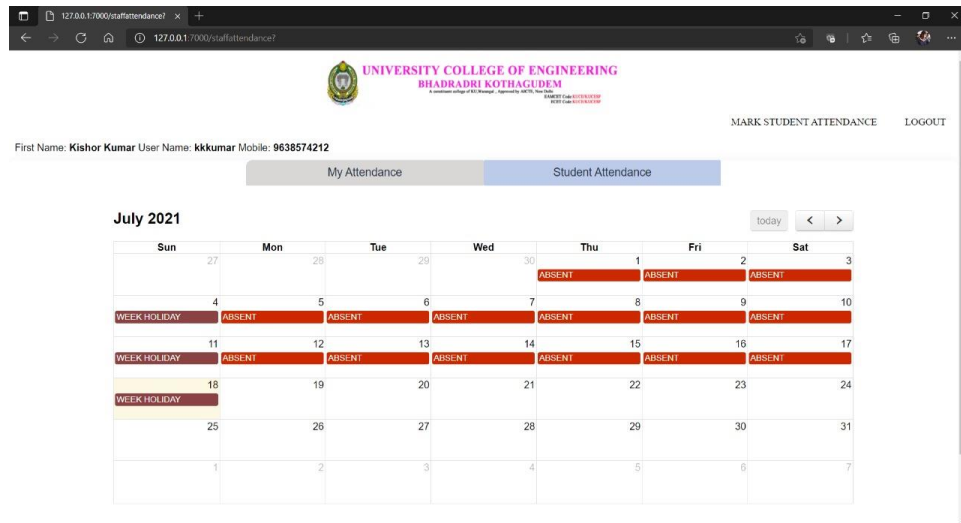 127.0.0.1:7000/staffattendance?
127.0.0.1:7000/staffattendance?
UNIVERSITY COLLEGE OF ENGINEERING
BHADRADRI KOTHAGUDEM
MARK STUDENT ATTENDANCE LOGOUT
First Name: Kishor Kumar User Name: kkkumar Mobile: 9638574212
My Attendance Student Attendance
July 2021 today
Sun Mon Tue Wed Thu Fri Sat
27 28 29 30 1 2 3
ABSENT ABSENT ABSENT
4 5 6 7 8 9 10
WEEK HOLIDAY ABSENT ABSENT ABSENT ABSENT ABSENT ABSENT
11 12 13 14 15 16 17
WEEK HOLIDAY ABSENT ABSENT ABSENT ABSENT ABSENT ABSENT
18 19 20 21 22 23 24
WEEK HOLIDAY
25 26 27 28 29 30 31
1 2 3 4 5 6 7